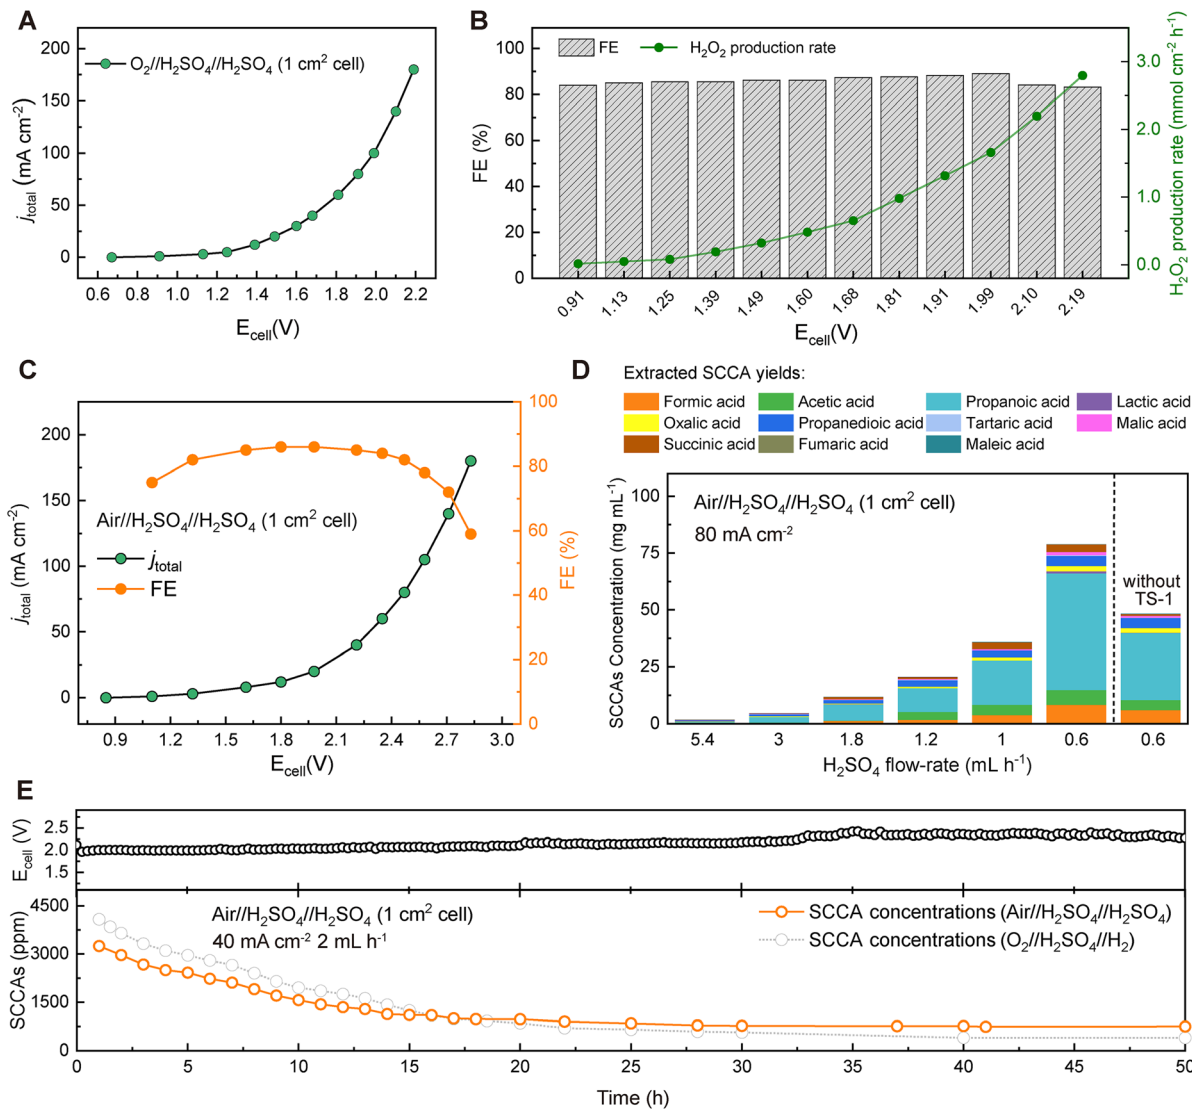 A
200
150
100
50
0
O₂//H₂SO₄//H₂SO₄ (1 cm² cell)
j_total (mA cm⁻²)
0.6 0.8 1.0 1.2 1.4 1.6 1.8 2.0 2.2
E_cell(V)
B
FE
H₂O₂ production rate
100
80
60
40
20
0
FE (%)
3.0
2.0
1.0
0.0
H₂O₂ production rate (mmol cm⁻² h⁻¹)
0.91 1.13 1.25 1.39 1.49 1.60 1.68 1.81 1.91 1.99 2.10 2.19
E_cell(V)
C
200
150
100
50
0
j_total (mA cm⁻²)
Air//H₂SO₄//H₂SO₄ (1 cm² cell)
j_total
FE
100
80
60
40
20
0
FE (%)
0.9 1.2 1.5 1.8 2.1 2.4 2.7 3.0
E_cell(V)
D
Extracted SCCA yields:
Formic acid Acetic acid Propanoic acid Lactic acid
Oxalic acid Propanedioic acid Tartaric acid Malic acid
Succinic acid Fumaric acid Maleic acid
100
75
50
25
0
SCCAs Concentration (mg mL⁻¹)
Air//H₂SO₄//H₂SO₄ (1 cm² cell)
80 mA cm⁻²
without
TS-1
5.4 3 1.8 1.2 1 0.6 0.6
H₂SO₄ flow-rate (mL h⁻¹)
E
2.5
2.0
1.5
E_cell (V)
4500
3000
1500
0
SCCAs (ppm)
Air//H₂SO₄//H₂SO₄ (1 cm² cell)
40 mA cm⁻² 2 mL h⁻¹
SCCA concentrations (Air//H₂SO₄//H₂SO₄)
SCCA concentrations (O₂//H₂SO₄//H₂)
0 5 10 15 20 25 30 35 40 45 50
Time (h)